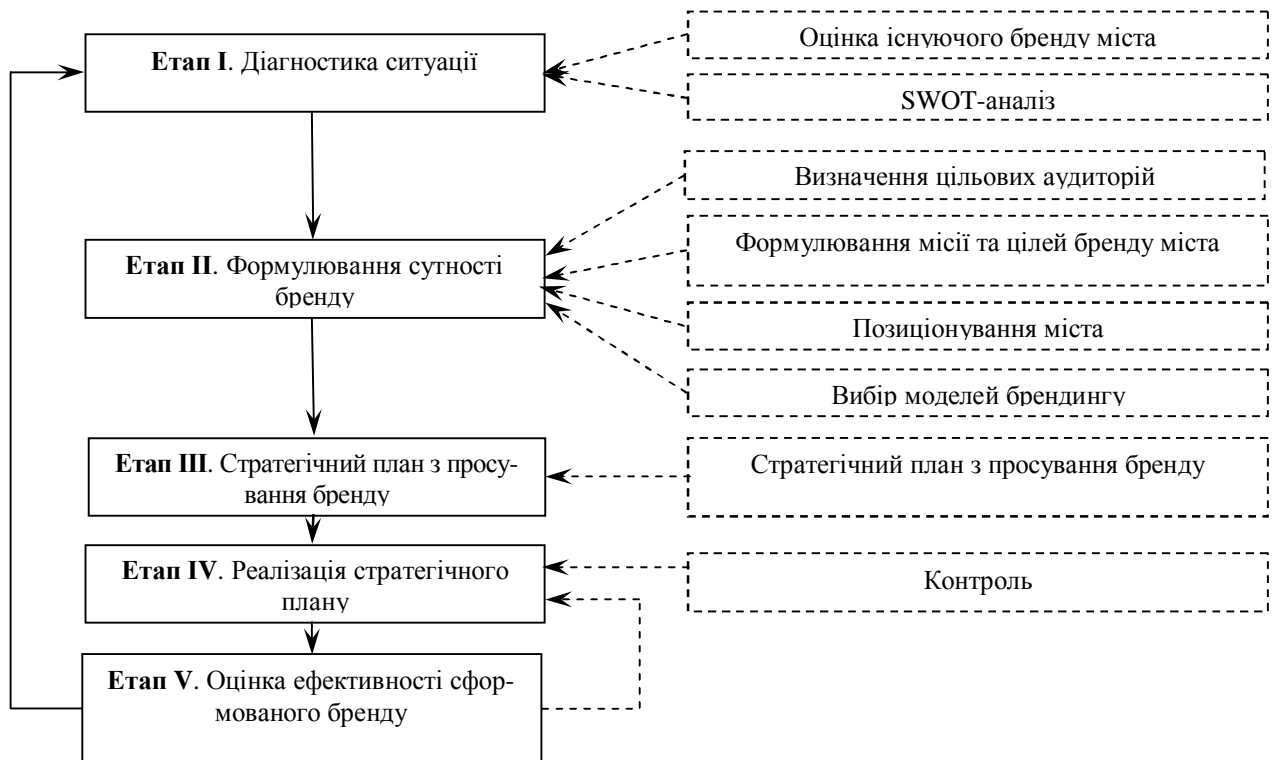 Етап I. Діагностика ситуації
Оцінка існуючого бренду міста
SWOT-аналіз
Визначення цільових аудиторій
Формулювання місії та цілей бренду міста
Етап II. Формулювання сутності
бренду
Позиціонування міста
Вибір моделей брендингу
Етап III. Стратегічний план з просу-
вання бренду
Стратегічний план з просування бренду
Етап IV. Реалізація стратегічного
плану
Контроль
Етап V. Оцінка ефективності сфор-
мованого бренду